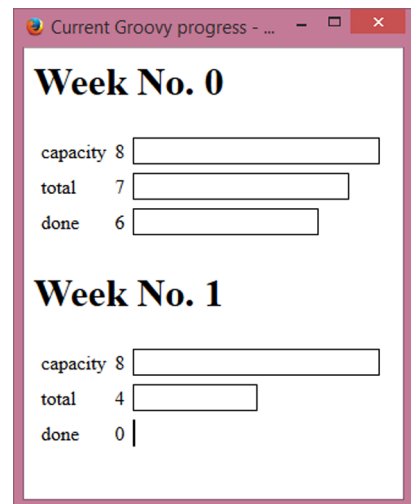 Current Groovy progress - ...
Week No. 0
capacity 8
total 7
done 6
Week No. 1
capacity 8
total 4
done 0